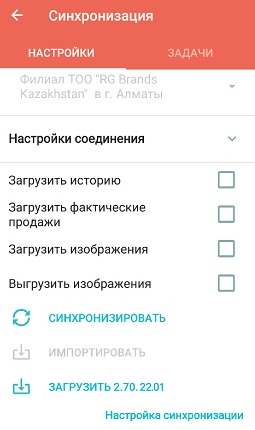 Синхронизация
НАСТРОЙКИ
ЗАДАЧИ
Филиал ТОО "RG Brands
Kazakhstan" в г. Алматы
Настройки соединения
Загрузить историю
Загрузить фактические
продажи
Загрузить изображения
Выгрузить изображения
СИНХРОНИЗИРОВАТЬ
ИМПОРТИРОВАТЬ
ЗАГРУЗИТЬ 2.70.22.01
Настройка синхронизации